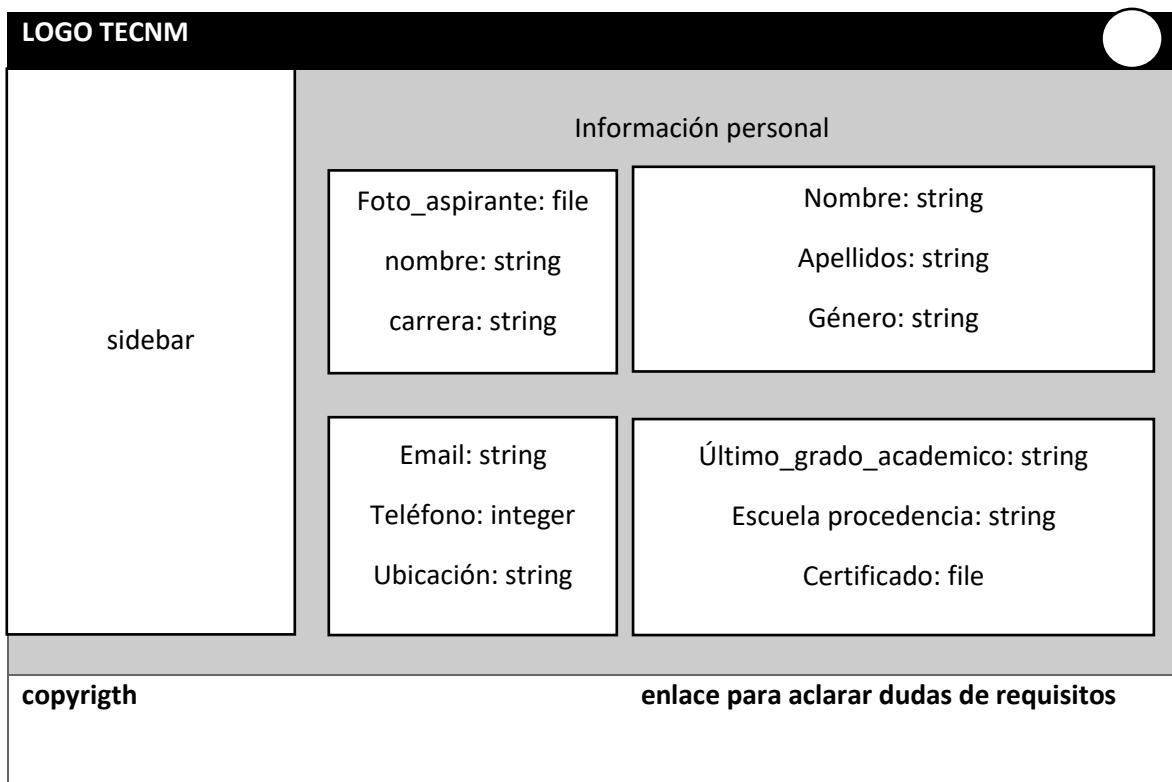 LOGO TECNM
Información personal
sidebar
Foto_aspirante: file
nombre: string
carrera: string
Nombre: string
Apellidos: string
Género: string
Email: string
Teléfono: integer
Ubicación: string
Último_grado_academico: string
Escuela procedencia: string
Certificado: file
copyrigth
enlace para aclarar dudas de requisitos